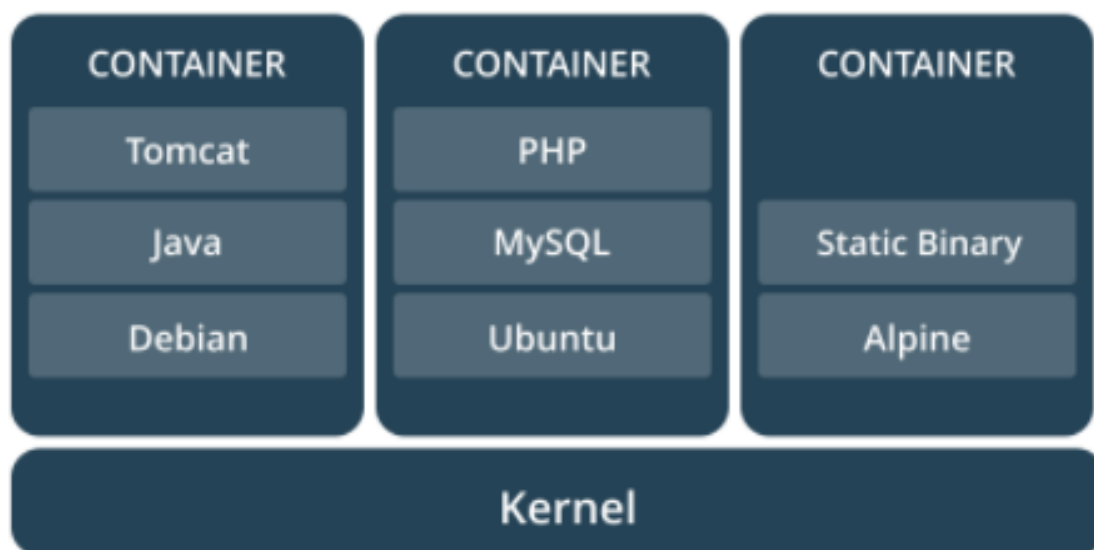 CONTAINER
Tomcat
Java
Debian
CONTAINER
PHP
MySQL
Ubuntu
CONTAINER
Static Binary
Alpine
Kernel